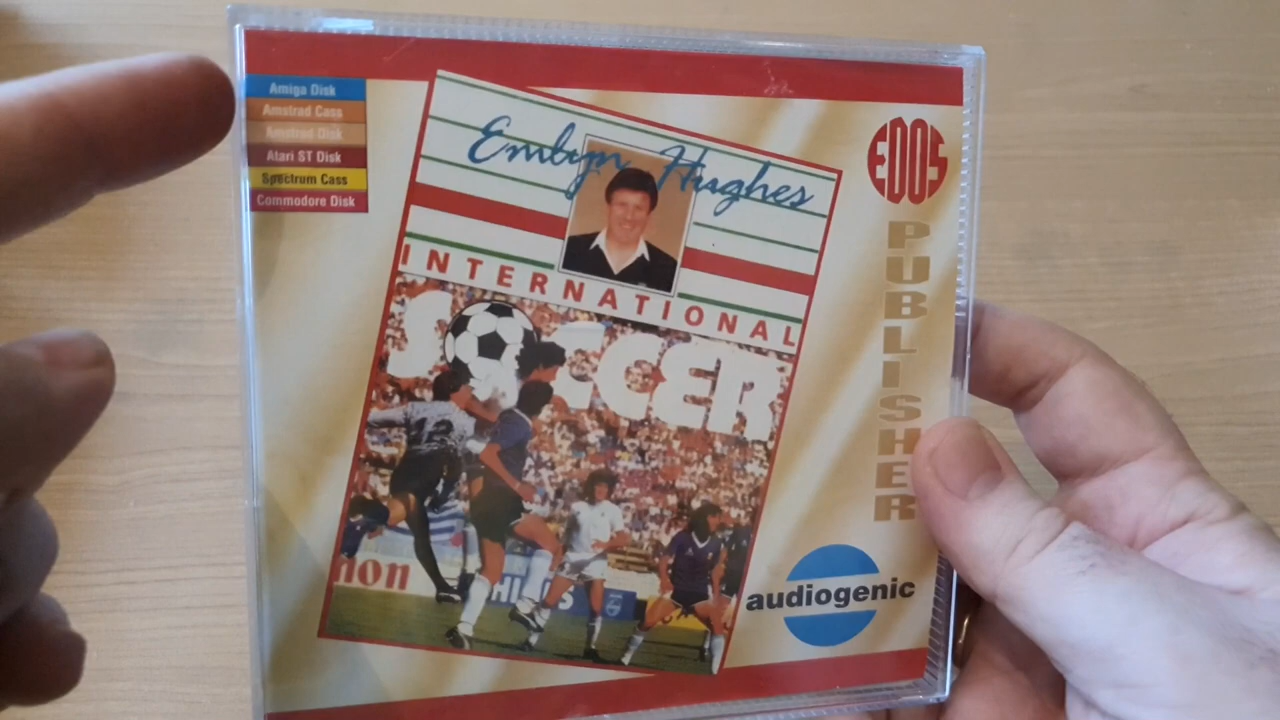 Amiga Disk
Amstrad Cass
Amstrad Disk
Atari ST Disk
Spectrum Cass
Commodore Disk
Emlyn Hughes
INTERNATIONAL
SOCCER
EDOS
PUBLISHER
audiogenic